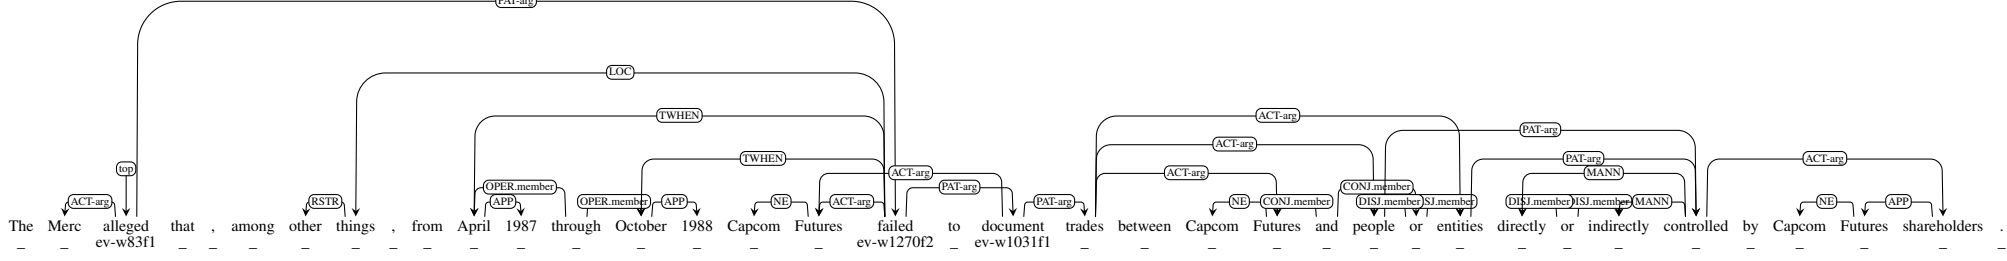 PAT-arg
LOC
TWHEN ACT-arg
PAT-arg
ACT-arg
TWHEN PAT-arg ACT-arg
top ACT-arg ACT-arg MANN
OPER.member PAT-arg CONJ.member
ACT-arg RSTR APP OPER.member APP NE ACT-arg PAT-arg NE CONJ.member DISJ.member SJ.member DISJ.member ISJ.member MANN NE APP
The Merc alleged that , among other things , from April 1987 through October 1988 Capcom Futures failed to document trades between Capcom Futures and people or entities directly or indirectly controlled by Capcom Futures shareholders .
_ _ ev-w83f1 _ _ _ _ _ _ _ _ _ _ _ _ _ _ ev-w1270f2 _ ev-w1031f1 _ _ _ _ _ _ _ _ _ _ _ _ _ _ _ _ _